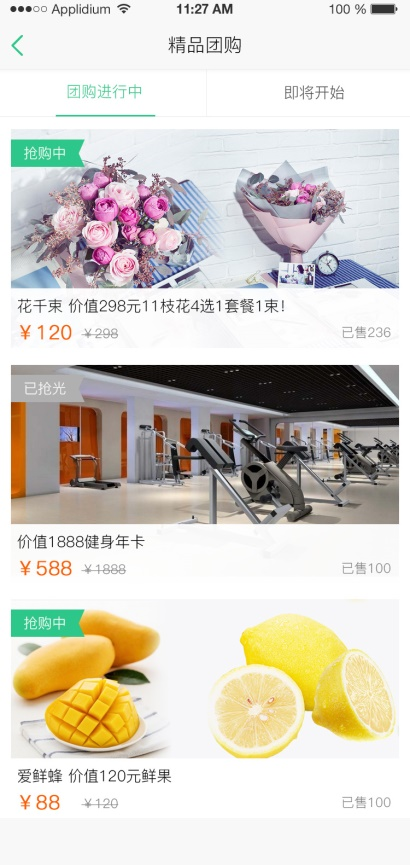 Applidium 11:27 AM 100 %
精品团购
团购进行中 即将开始
抢购中
花千束 价值298元11枝花4选1套餐1束!
￥120 ￥298 已售236
已抢光
价值1888健身年卡
￥588 ￥1888 已售100
抢购中
爱鲜蜂 价值120元鲜果
￥88 ￥120 已售100